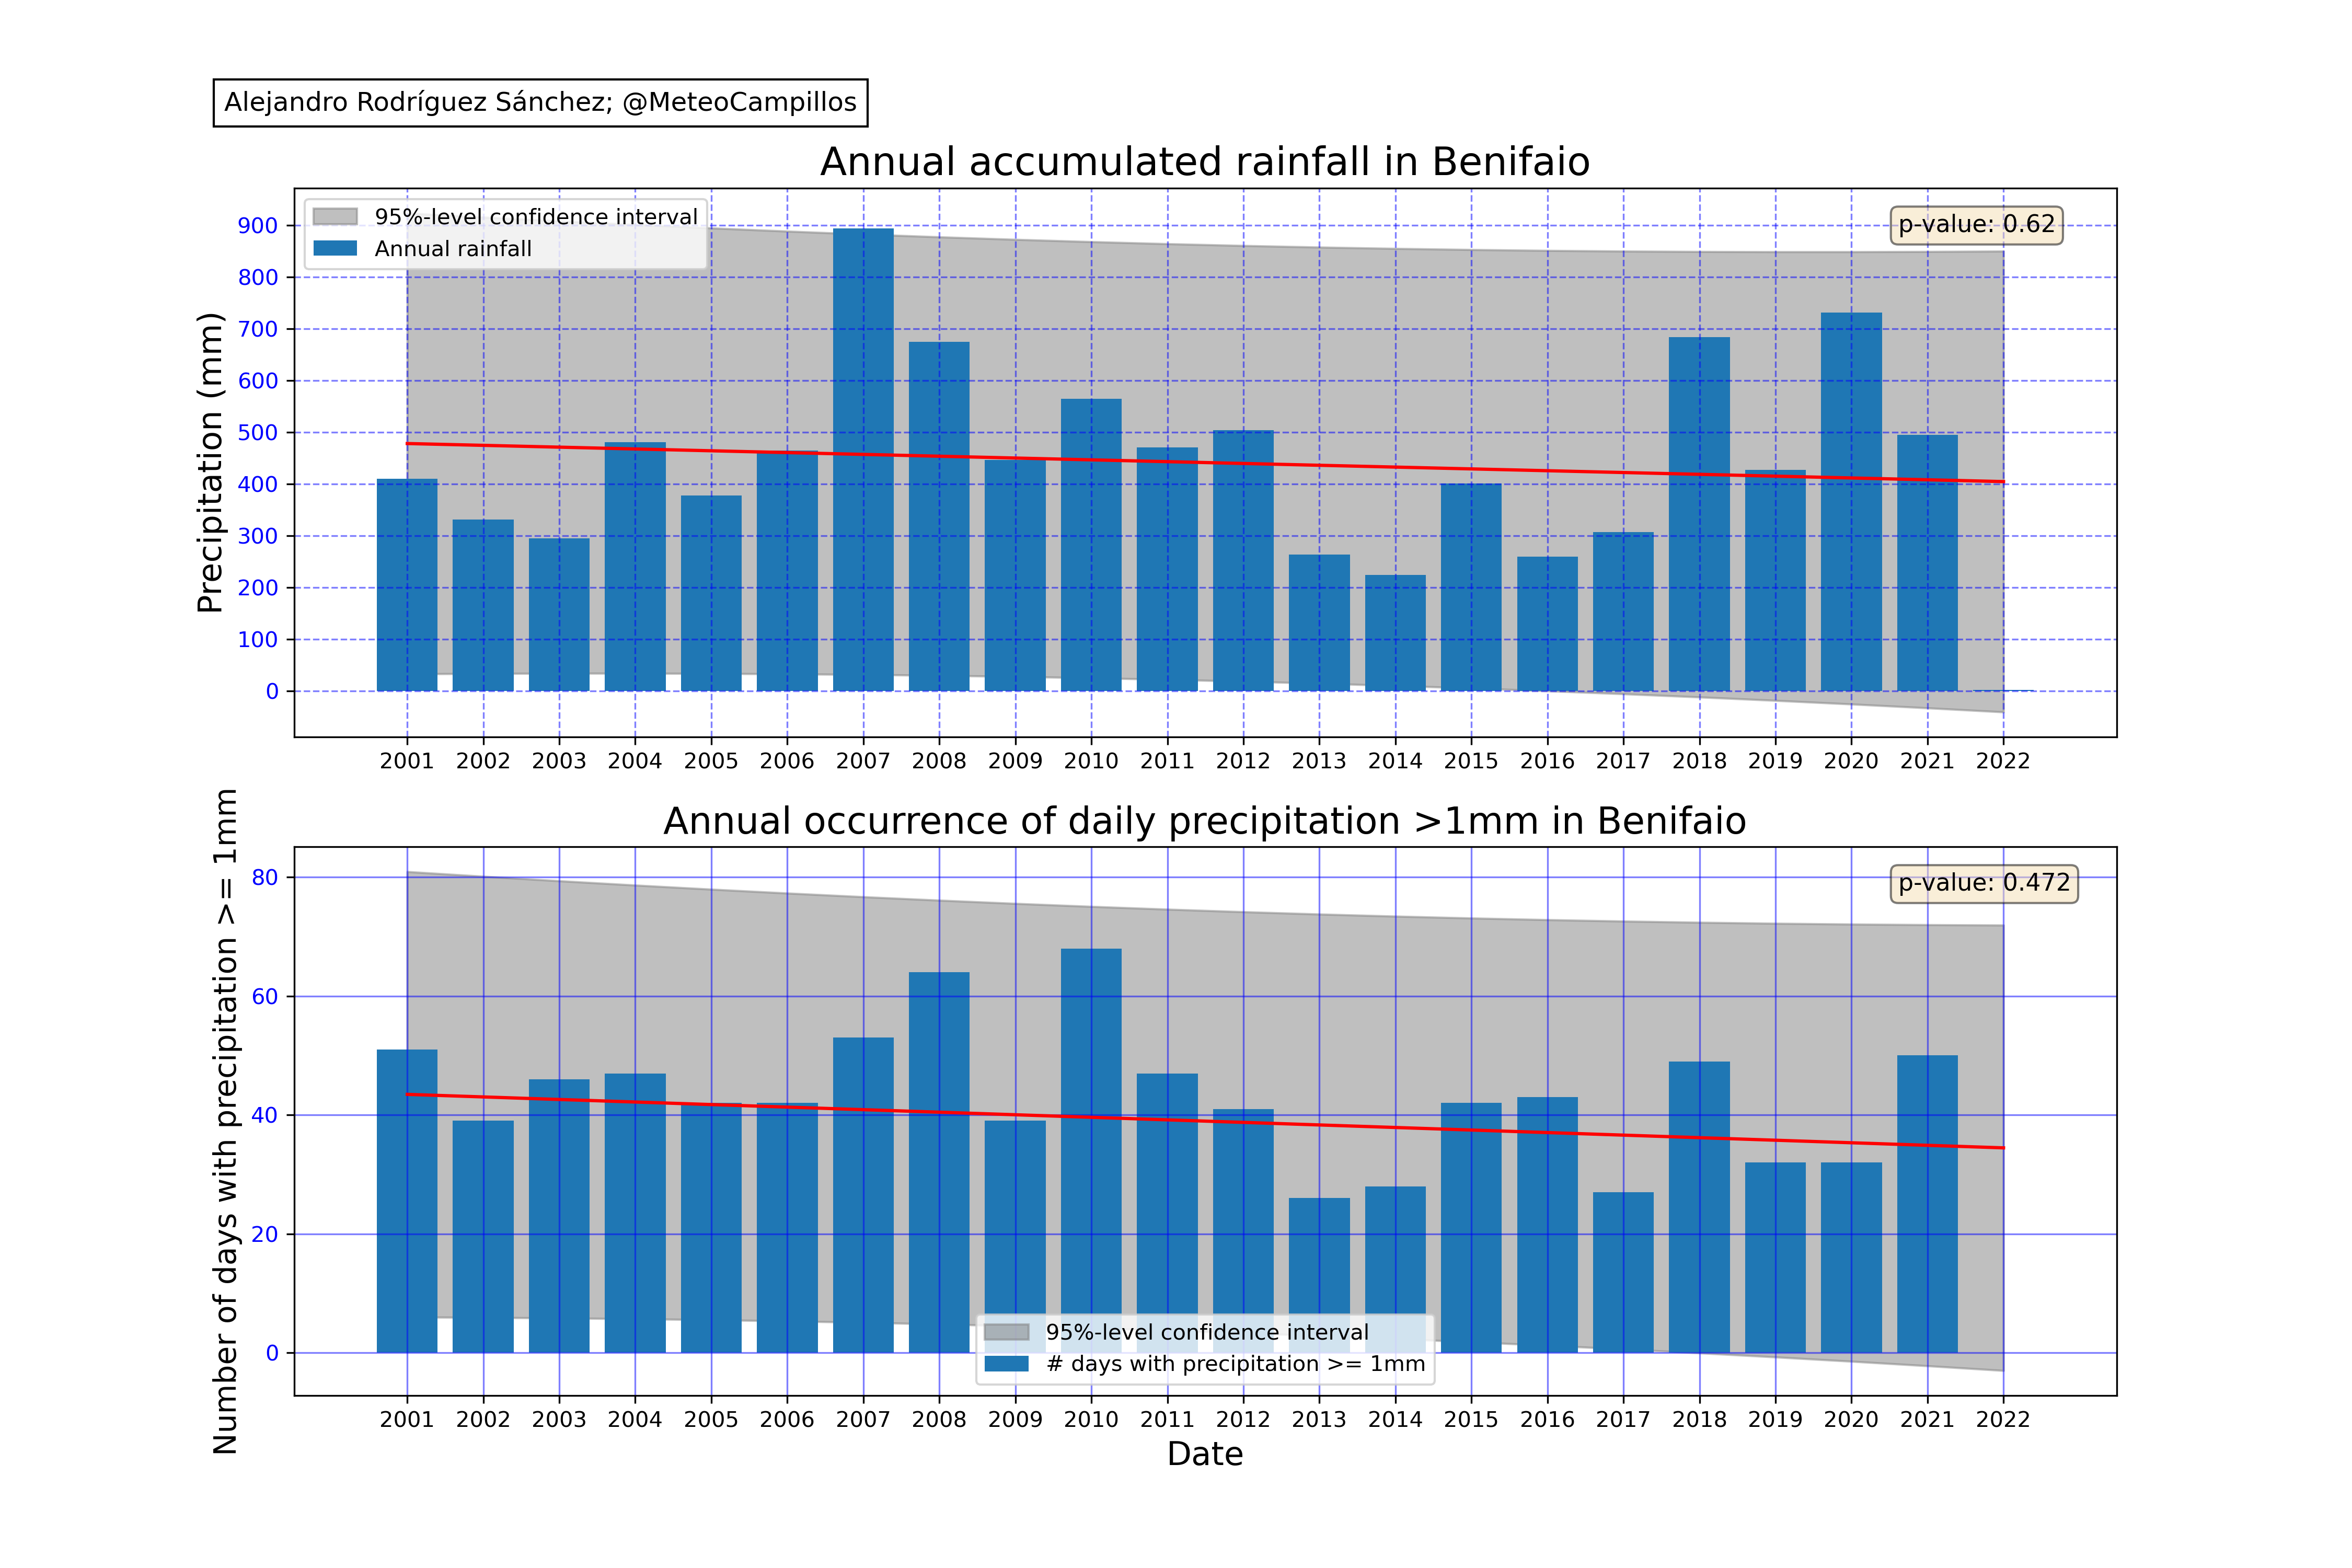 Alejandro Rodríguez Sánchez; @MeteoCampillos
Annual accumulated rainfall in Benifaio
95%-level confidence interval
Annual rainfall
p-value: 0.62
Precipitation (mm)
900
800
700
600
500
400
300
200
100
0
2001 2002 2003 2004 2005 2006 2007 2008 2009 2010 2011 2012 2013 2014 2015 2016 2017 2018 2019 2020 2021 2022
Annual occurrence of daily precipitation >1mm in Benifaio
p-value: 0.472
Number of days with precipitation >= 1mm
80
60
40
20
0
95%-level confidence interval
# days with precipitation >= 1mm
2001 2002 2003 2004 2005 2006 2007 2008 2009 2010 2011 2012 2013 2014 2015 2016 2017 2018 2019 2020 2021 2022
Date